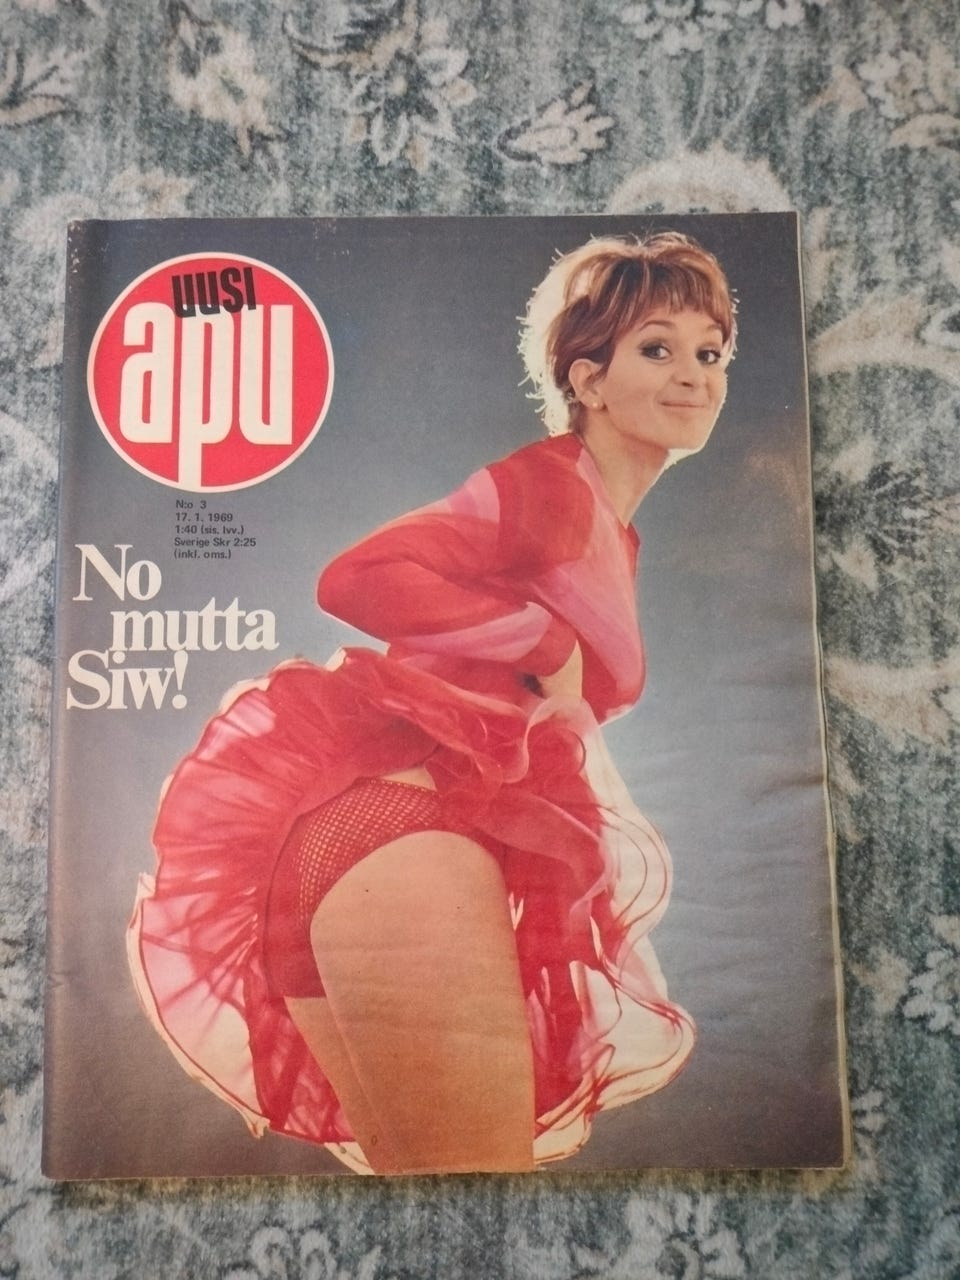 uusi
apu
N:o 3
17. 1. 1969
1:40 (sis. lvv.)
Sverige Skr 2:25
(inkl. oms.)
No
mutta
Siw!